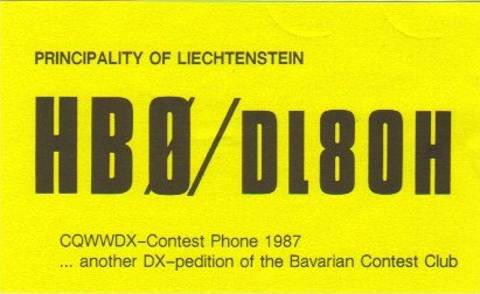 PRINCIPALITY OF LIECHTENSTEIN
HBØ/DL8OH
CQWWDX-Contest Phone 1987
... another DX-pedition of the Bavarian Contest Club